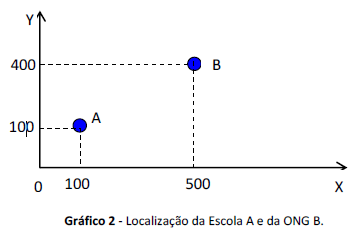 Y
400
B
100
A
0
100
500
X
Gráfico 2 - Localização da Escola A e da ONG B.